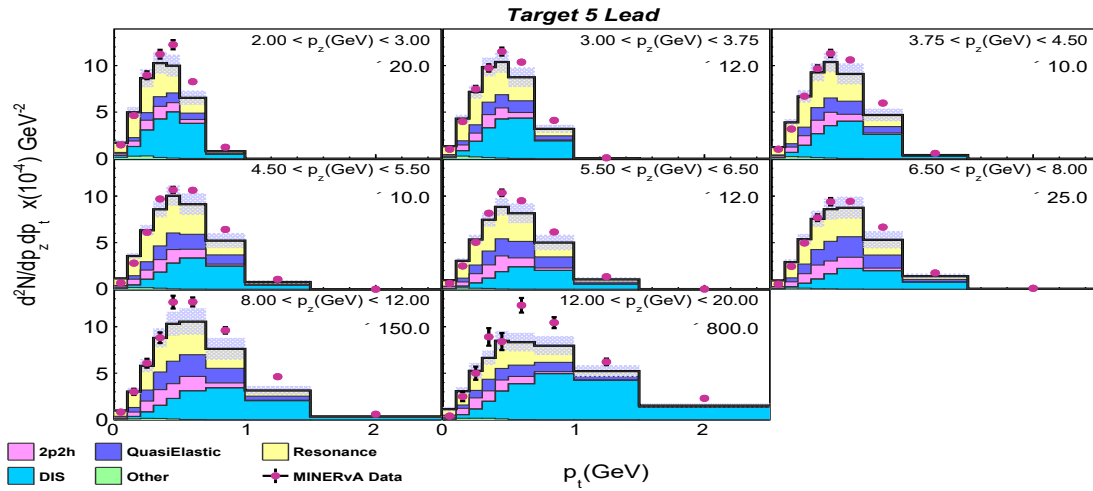 Target 5 Lead
d²N/dp_z dp_t x(10⁻⁴) GeV⁻²
10
5
0
2.00 < p_z(GeV) < 3.00
´ 20.0
3.00 < p_z(GeV) < 3.75
´ 12.0
3.75 < p_z(GeV) < 4.50
´ 10.0
10
5
0
4.50 < p_z(GeV) < 5.50
´ 10.0
5.50 < p_z(GeV) < 6.50
´ 12.0
6.50 < p_z(GeV) < 8.00
´ 25.0
10
5
0
8.00 < p_z(GeV) < 12.00
´ 150.0
12.00 < p_z(GeV) < 20.00
´ 800.0
0 1 2 0 1 2
p_t(GeV)
2p2h QuasiElastic Resonance
DIS Other MINERvA Data